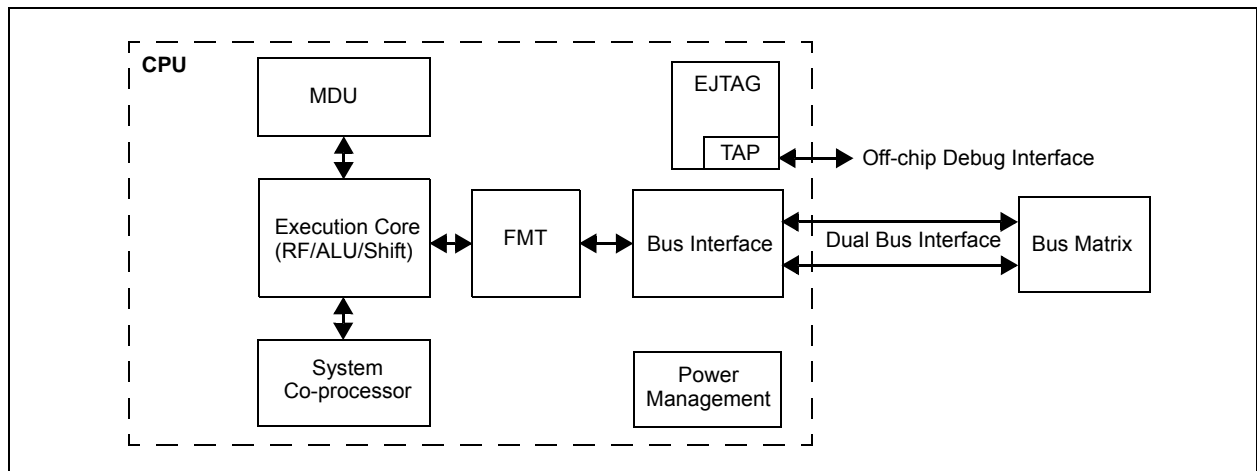 CPU
MDU
EJTAG
TAP
Off-chip Debug Interface
Execution Core
(RF/ALU/Shift)
FMT
Bus Interface
Dual Bus Interface
Bus Matrix
System
Co-processor
Power
Management